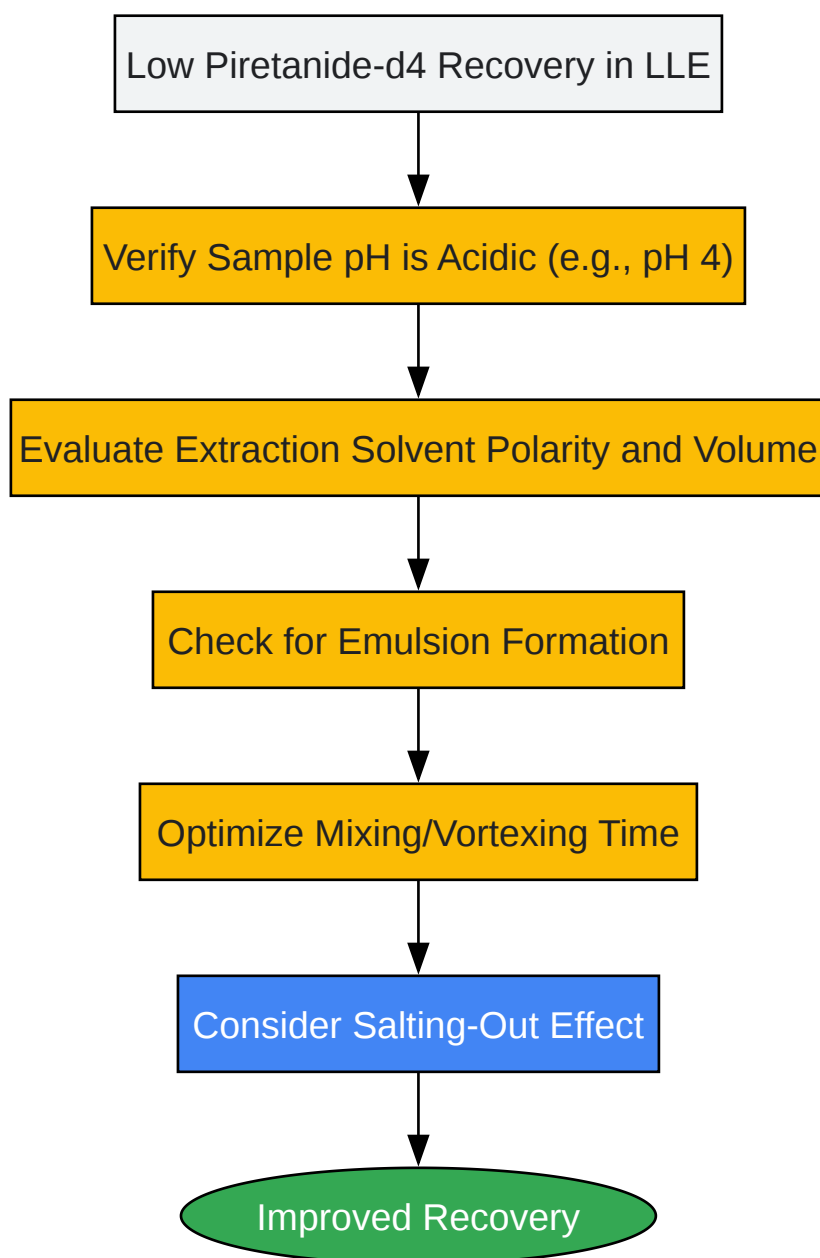 Low Piretanide-d4 Recovery in LLE
Verify Sample pH is Acidic (e.g., pH 4)
Evaluate Extraction Solvent Polarity and Volume
Check for Emulsion Formation
Optimize Mixing/Vortexing Time
Consider Salting-Out Effect
Improved Recovery